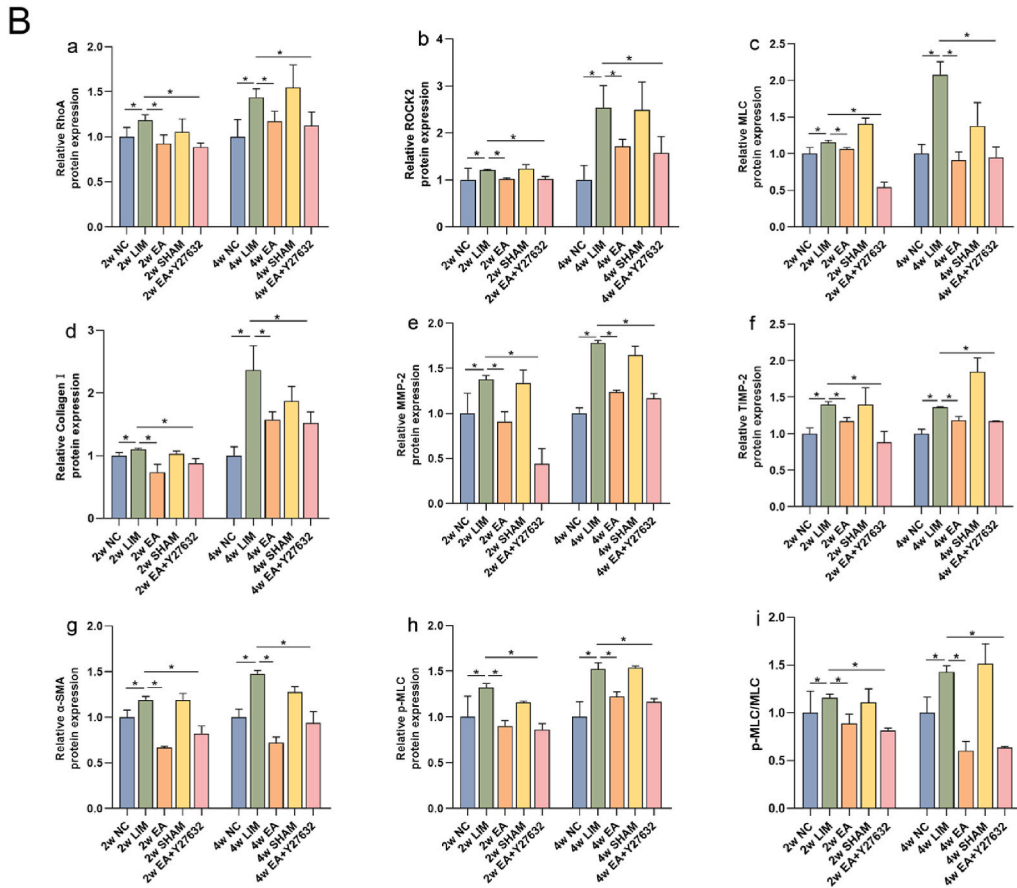 B
a
Relative RhoA
protein expression
2.0
1.5
1.0
0.5
0.0
* * *
* * *
2w NC
2w LIM
2w EA
2w SHAM
2w EA+Y27632
4w NC
4w LIM
4w EA
4w SHAM
4w EA+Y27632
b
Relative ROCK2
protein expression
4
3
2
1
0
* * *
* * *
2w NC
2w LIM
2w EA
2w SHAM
2w EA+Y27632
4w NC
4w LIM
4w EA
4w SHAM
4w EA+Y27632
c
Relative MLC
protein expression
2.5
2.0
1.5
1.0
0.5
0.0
* * *
* * *
2w NC
2w LIM
2w EA
2w SHAM
2w EA+Y27632
4w NC
4w LIM
4w EA
4w SHAM
4w EA+Y27632
d
Relative Collagen I
protein expression
3
2
1
0
* * *
* * *
2w NC
2w LIM
2w EA
2w SHAM
2w EA+Y27632
4w NC
4w LIM
4w EA
4w SHAM
4w EA+Y27632
e
Relative MMP-2
protein expression
2.0
1.5
1.0
0.5
0.0
* * *
* * *
2w NC
2w LIM
2w EA
2w SHAM
2w EA+Y27632
4w NC
4w LIM
4w EA
4w SHAM
4w EA+Y27632
f
Relative TIMP-2
protein expression
2.5
2.0
1.5
1.0
0.5
0.0
* * *
* * *
2w NC
2w LIM
2w EA
2w SHAM
2w EA+Y27632
4w NC
4w LIM
4w EA
4w SHAM
4w EA+Y27632
g
Relative α-SMA
protein expression
2.0
1.5
1.0
0.5
0.0
* * *
* * *
2w NC
2w LIM
2w EA
2w SHAM
2w EA+Y27632
4w NC
4w LIM
4w EA
4w SHAM
4w EA+Y27632
h
Relative p-MLC
protein expression
2.0
1.5
1.0
0.5
0.0
* * *
* * *
2w NC
2w LIM
2w EA
2w SHAM
2w EA+Y27632
4w NC
4w LIM
4w EA
4w SHAM
4w EA+Y27632
i
p-MLC/MLC
2.0
1.5
1.0
0.5
0.0
* * *
* * *
2w NC
2w LIM
2w EA
2w SHAM
2w EA+Y27632
4w NC
4w LIM
4w EA
4w SHAM
4w EA+Y27632